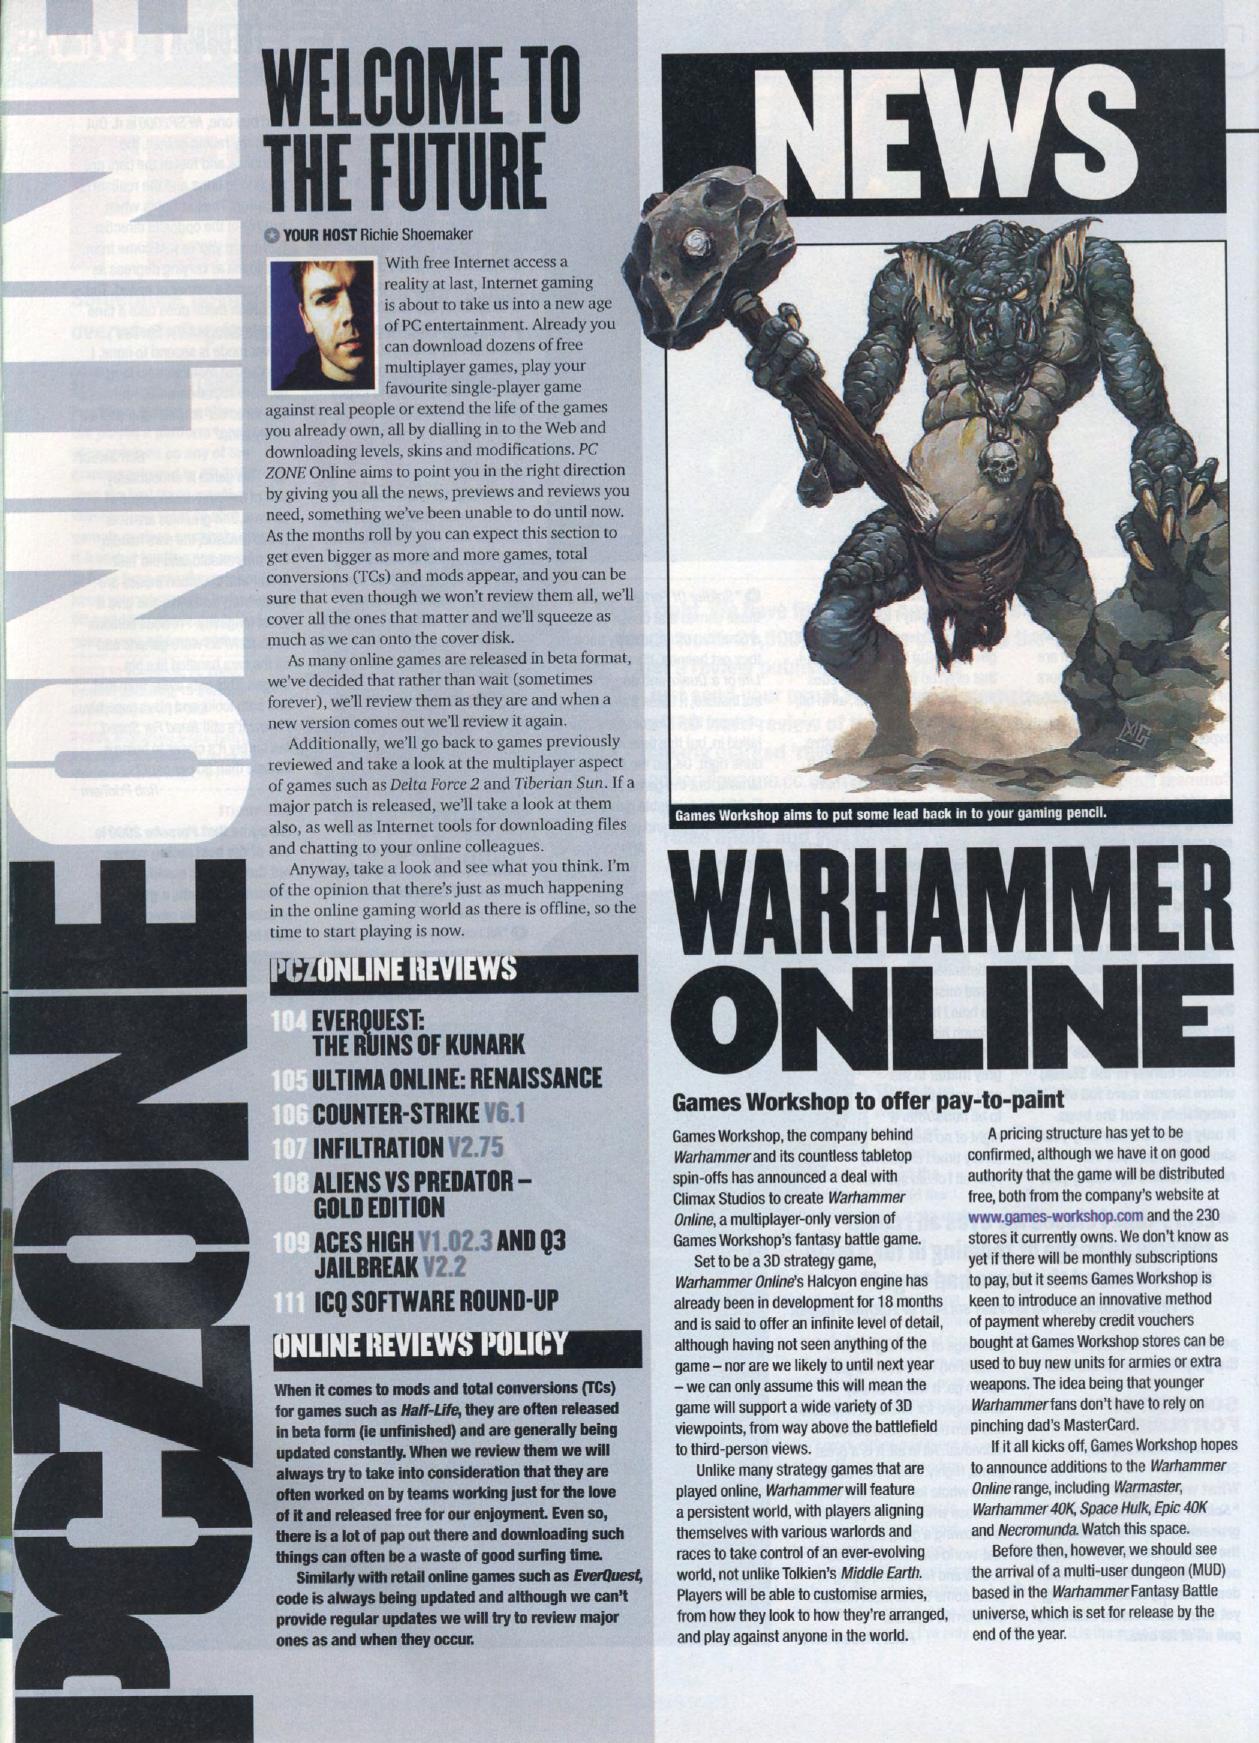 PCZONE ONLINE
WELCOME TO
THE FUTURE
YOUR HOST Richie Shoemaker
With free Internet access a
reality at last, Internet gaming
is about to take us into a new age
of PC entertainment. Already you
can download dozens of free
multiplayer games, play your
favourite single-player game
against real people or extend the life of the games
you already own, all by dialling in to the Web and
downloading levels, skins and modifications. PC
ZONE Online aims to point you in the right direction
by giving you all the news, previews and reviews you
need, something we've been unable to do until now.
As the months roll by you can expect this section to
get even bigger as more and more games, total
conversions (TCs) and mods appear, and you can be
sure that even though we won't review them all, we'll
cover all the ones that matter and we'll squeeze as
much as we can onto the cover disk.
As many online games are released in beta format,
we've decided that rather than wait (sometimes
forever), we'll review them as they are and when a
new version comes out we'll review it again.
Additionally, we'll go back to games previously
reviewed and take a look at the multiplayer aspect
of games such as Delta Force 2 and Tiberian Sun. If a
major patch is released, we'll take a look at them
also, as well as Internet tools for downloading files
and chatting to your online colleagues.
Anyway, take a look and see what you think. I'm
of the opinion that there's just as much happening
in the online gaming world as there is offline, so the
time to start playing is now.
PCZONLINE REVIEWS
104 EVERQUEST:
THE RUINS OF KUNARK
105 ULTIMA ONLINE: RENAISSANCE
106 COUNTER-STRIKE V6.1
107 INFILTRATION V2.75
108 ALIENS VS PREDATOR –
GOLD EDITION
109 ACES HIGH V1.02.3 AND Q3
JAILBREAK V2.2
111 ICQ SOFTWARE ROUND-UP
ONLINE REVIEWS POLICY
When it comes to mods and total conversions (TCs)
for games such as Half-Life, they are often released
in beta form (ie unfinished) and are generally being
updated constantly. When we review them we will
always try to take into consideration that they are
often worked on by teams working just for the love
of it and released free for our enjoyment. Even so,
there is a lot of pap out there and downloading such
things can often be a waste of good surfing time.
Similarly with retail online games such as EverQuest,
code is always being updated and although we can't
provide regular updates we will try to review major
ones as and when they occur.
NEWS
MG
Games Workshop aims to put some lead back in to your gaming pencil.
WARHAMMER
ONLINE
Games Workshop to offer pay-to-paint
Games Workshop, the company behind
Warhammer and its countless tabletop
spin-offs has announced a deal with
Climax Studios to create Warhammer
Online, a multiplayer-only version of
Games Workshop's fantasy battle game.
Set to be a 3D strategy game,
Warhammer Online's Halcyon engine has
already been in development for 18 months
and is said to offer an infinite level of detail,
although having not seen anything of the
game – nor are we likely to until next year
– we can only assume this will mean the
game will support a wide variety of 3D
viewpoints, from way above the battlefield
to third-person views.
Unlike many strategy games that are
played online, Warhammer will feature
a persistent world, with players aligning
themselves with various warlords and
races to take control of an ever-evolving
world, not unlike Tolkien's Middle Earth.
Players will be able to customise armies,
from how they look to how they're arranged,
and play against anyone in the world.
A pricing structure has yet to be
confirmed, although we have it on good
authority that the game will be distributed
free, both from the company's website at
www.games-workshop.com and the 230
stores it currently owns. We don't know as
yet if there will be monthly subscriptions
to pay, but it seems Games Workshop is
keen to introduce an innovative method
of payment whereby credit vouchers
bought at Games Workshop stores can be
used to buy new units for armies or extra
weapons. The idea being that younger
Warhammer fans don't have to rely on
pinching dad's MasterCard.
If it all kicks off, Games Workshop hopes
to announce additions to the Warhammer
Online range, including Warmaster,
Warhammer 40K, Space Hulk, Epic 40K
and Necromunda. Watch this space.
Before then, however, we should see
the arrival of a multi-user dungeon (MUD)
based in the Warhammer Fantasy Battle
universe, which is set for release by the
end of the year.